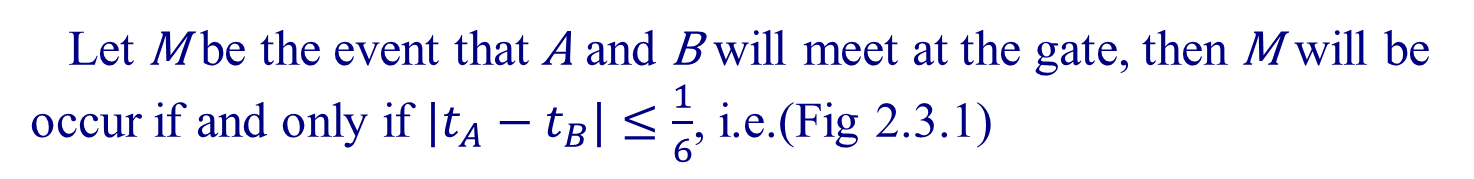 Let M be the event that A and B will meet at the gate, then M will be
occur if and only if |t_A − t_B| ≤ 1/6, i.e.(Fig 2.3.1)